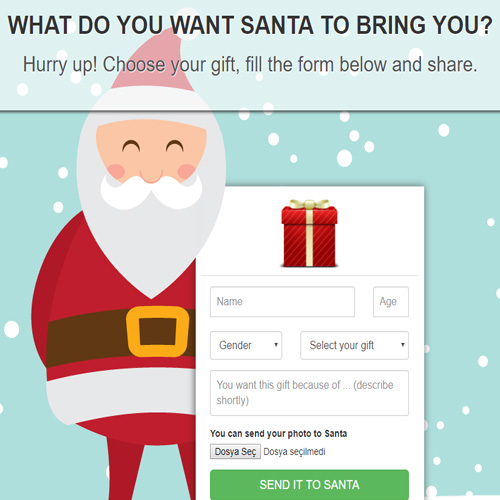 WHAT DO YOU WANT SANTA TO BRING YOU?
Hurry up! Choose your gift, fill the form below and share.
Name
Age
Gender
Select your gift
You want this gift because of ... (describe
shortly)
You can send your photo to Santa
Dosya Seç Dosya seçilmedi
SEND IT TO SANTA